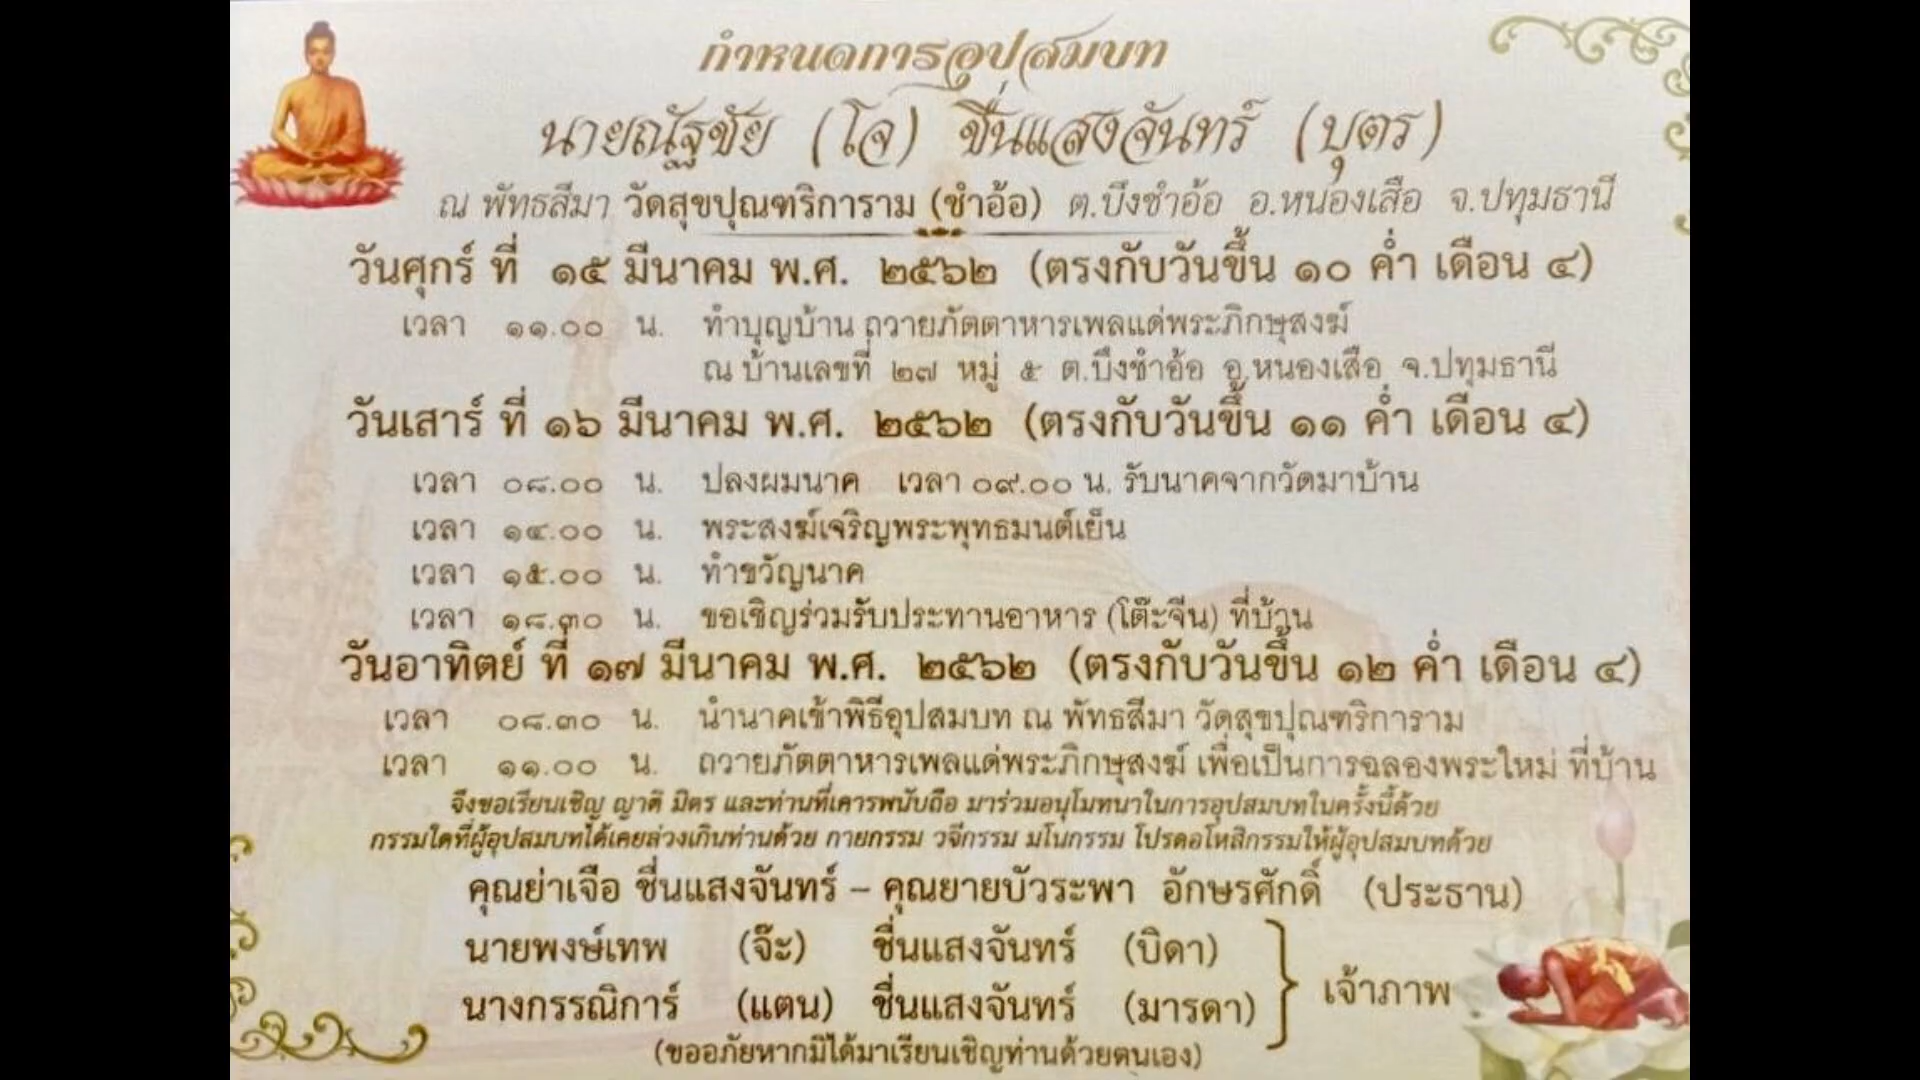 กำหนดการอุปสมบท
นายณัฐชัย (โจ) ชื่นแสงจันทร์ (บุตร)
ณ พัทธสีมา วัดสุขปุณฑริการาม (ชำอ้อ) ต.บึงชำอ้อ อ.หนองเสือ จ.ปทุมธานี
วันศุกร์ ที่ ๑๕ มีนาคม พ.ศ. ๒๕๖๒ (ตรงกับวันขึ้น ๑๐ ค่ำ เดือน ๔)
เวลา ๑๑.๐๐ น. ทำบุญบ้าน ถวายภัตตาหารเพลแด่พระภิกษุสงฆ์
ณ บ้านเลขที่ ๒๗ หมู่ ๕ ต.บึงชำอ้อ อ.หนองเสือ จ.ปทุมธานี
วันเสาร์ ที่ ๑๖ มีนาคม พ.ศ. ๒๕๖๒ (ตรงกับวันขึ้น ๑๑ ค่ำ เดือน ๔)
เวลา ๐๘.๐๐ น. ปลงผมนาค เวลา ๐๙.๐๐ น. รับนาคจากวัดมาบ้าน
เวลา ๑๔.๐๐ น. พระสงฆ์เจริญพระพุทธมนต์เย็น
เวลา ๑๕.๐๐ น. ทำขวัญนาค
เวลา ๑๘.๓๐ น. ขอเชิญร่วมรับประทานอาหาร (โต๊ะจีน) ที่บ้าน
วันอาทิตย์ ที่ ๑๗ มีนาคม พ.ศ. ๒๕๖๒ (ตรงกับวันขึ้น ๑๒ ค่ำ เดือน ๔)
เวลา ๐๘.๓๐ น. นำนาคเข้าพิธีอุปสมบท ณ พัทธสีมา วัดสุขปุณฑริการาม
เวลา ๑๑.๐๐ น. ถวายภัตตาหารเพลแด่พระภิกษุสงฆ์ เพื่อเป็นการฉลองพระใหม่ ที่บ้าน
จึงขอเรียนเชิญ ญาติ มิตร และท่านที่เคารพนับถือ มาร่วมอนุโมทนาในการอุปสมบทในครั้งนี้ด้วย
กรรมใดที่ผู้อุปสมบทได้เคยล่วงเกินท่านด้วย กายกรรม วจีกรรม มโนกรรม โปรดอโหสิกรรมให้ผู้อุปสมบทด้วย
คุณย่าเจือ ชื่นแสงจันทร์ – คุณยายบัวระพา อักษรศักดิ์ (ประธาน)
นายพงษ์เทพ (จ๊ะ) ชื่นแสงจันทร์ (บิดา)
นางกรรณิการ์ (แตน) ชื่นแสงจันทร์ (มารดา)
เจ้าภาพ
(ขออภัยหากมิได้มาเรียนเชิญท่านด้วยตนเอง)